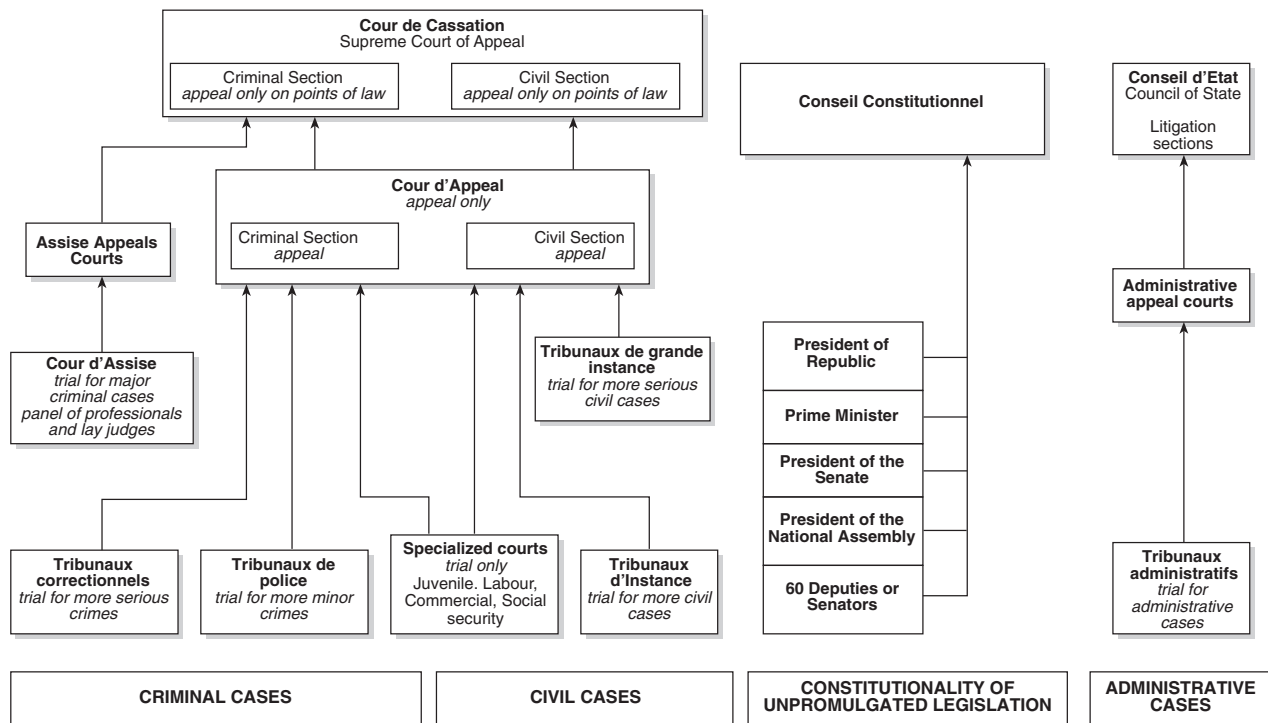 Cour de Cassation
Supreme Court of Appeal
Criminal Section
appeal only on points of law
Civil Section
appeal only on points of law
Conseil Constitutionnel
Conseil d'Etat
Council of State
Litigation
sections
Cour d'Appeal
appeal only
Criminal Section
appeal
Civil Section
appeal
Assise Appeals
Courts
Administrative
appeal courts
Cour d'Assise
trial for major
criminal cases
panel of professionals
and lay judges
Tribunaux de grande
instance
trial for more serious
civil cases
President of
Republic
Prime Minister
President of the
Senate
President of the
National Assembly
60 Deputies or
Senators
Tribunaux
correctionnels
trial for more serious
crimes
Tribunaux de
police
trial for more minor
crimes
Specialized courts
trial only
Juvenile. Labour,
Commercial, Social
security
Tribunaux
d'Instance
trial for more civil
cases
Tribunaux
administratifs
trial for
administrative
cases
CRIMINAL CASES
CIVIL CASES
CONSTITUTIONALITY OF
UNPROMULGATED LEGISLATION
ADMINISTRATIVE
CASES